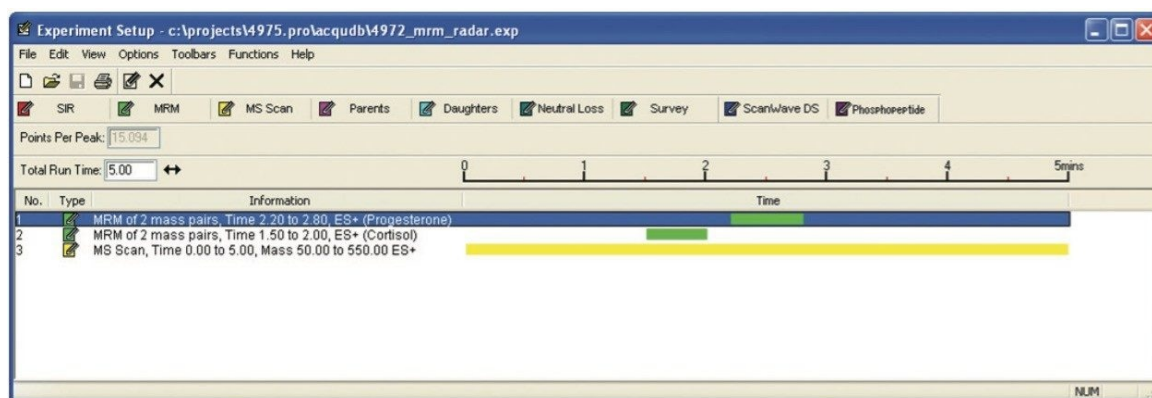 Experiment Setup - c:\projects\4975.pro\acqudb\4972_mrm_radar.exp
File Edit View Options Toolbars Functions Help
SIR MRM MS Scan Parents Daughters Neutral Loss Survey ScanWave DS Phosphopeptide
Points Per Peak: 15.094
Total Run Time: 5.00 0 1 2 3 4 5mins
No. Type Information Time
1 MRM of 2 mass pairs, Time 2.20 to 2.80, ES+ (Progesterone)
2 MRM of 2 mass pairs, Time 1.50 to 2.00, ES+ (Cortisol)
3 MS Scan, Time 0.00 to 5.00, Mass 50.00 to 550.00 ES+
NUM